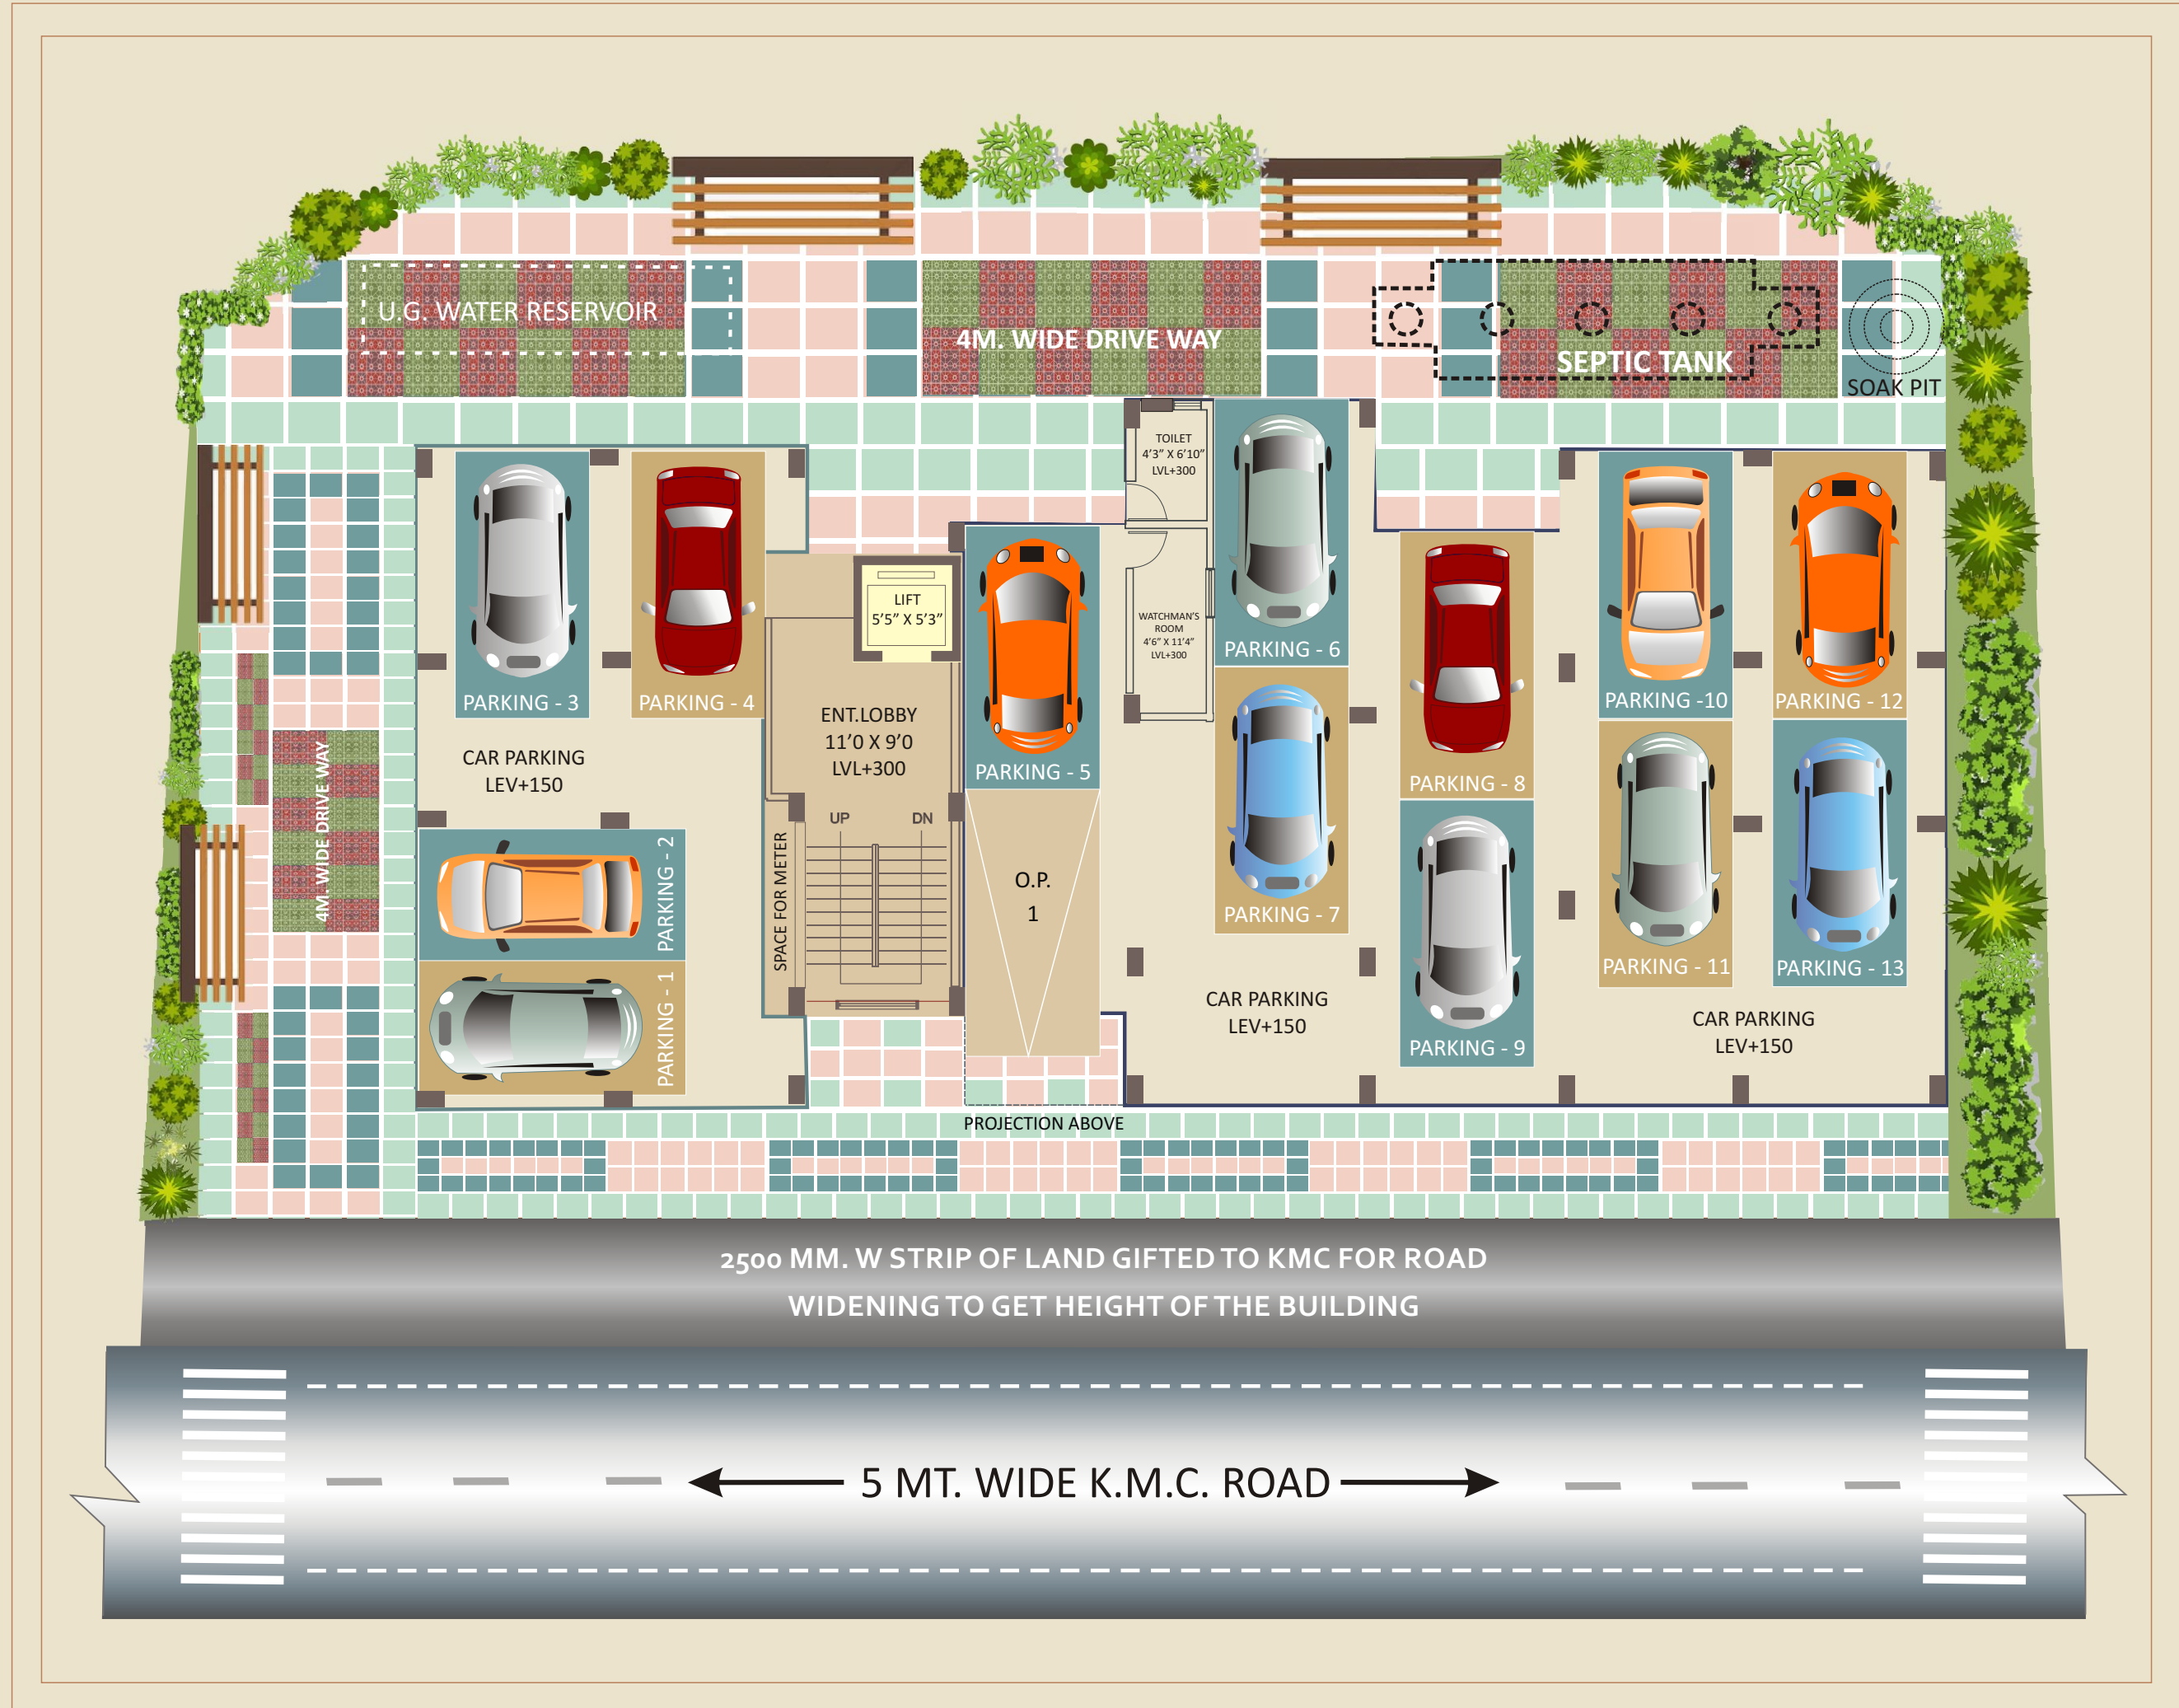 U.G. WATER RESERVOIR
4M. WIDE DRIVE WAY
SEPTIC TANK
SOAK PIT
TOILET
4'3” X 6'10”
LVL+300
LIFT
5'5” X 5'3”
WATCHMAN'S
ROOM
4'6” X 11'4”
LVL+300
PARKING - 3
PARKING - 4
PARKING - 5
PARKING - 6
PARKING - 7
PARKING - 8
PARKING - 9
PARKING -10
PARKING - 11
PARKING - 12
PARKING - 13
CAR PARKING
LEV+150
ENT.LOBBY
11'0 X 9'0
LVL+300
UP
DN
SPACE FOR METER
O.P.
1
4M. WIDE DRIVE WAY
PARKING - 2
PARKING - 1
CAR PARKING
LEV+150
CAR PARKING
LEV+150
PROJECTION ABOVE
2500 MM. W STRIP OF LAND GIFTED TO KMC FOR ROAD
WIDENING TO GET HEIGHT OF THE BUILDING
5 MT. WIDE K.M.C. ROAD